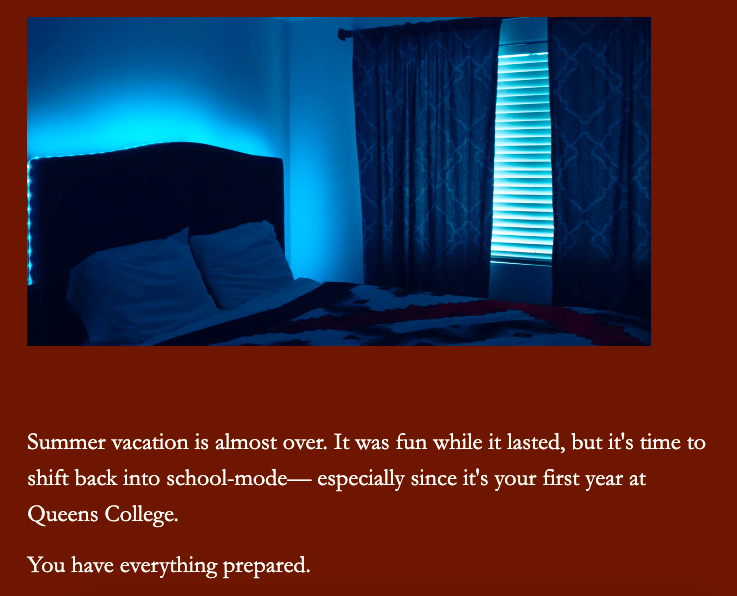 Summer vacation is almost over. It was fun while it lasted, but it's time to
shift back into school-mode— especially since it's your first year at
Queens College.
You have everything prepared.